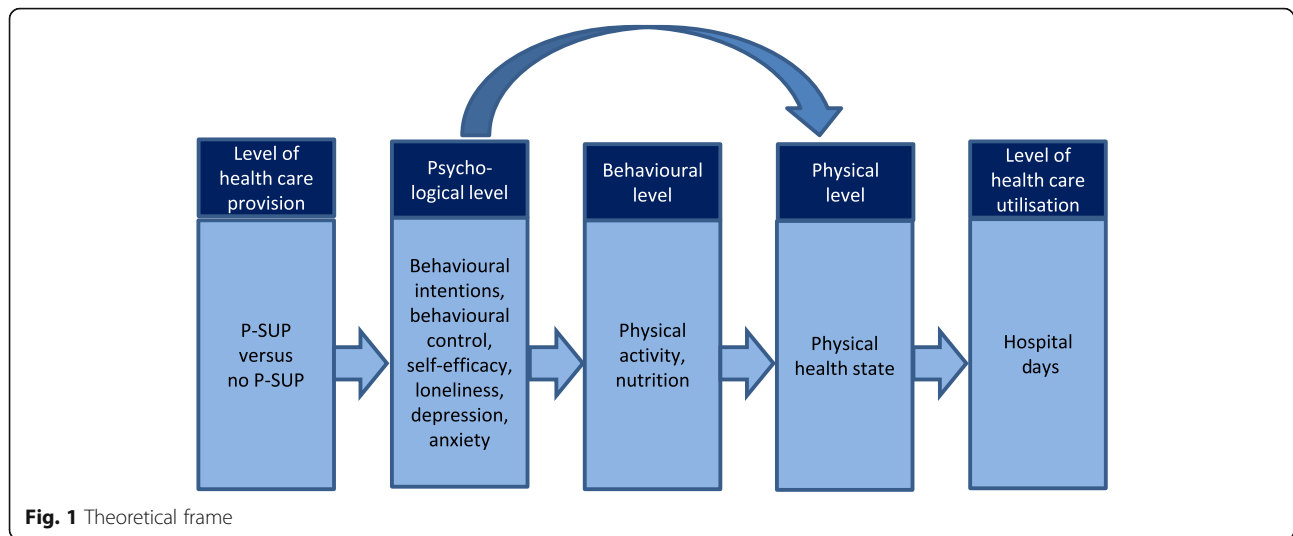 Level of
health care
provision
P-SUP
versus
no P-SUP
Psycho-
logical level
Behavioural
intentions,
behavioural
control,
self-efficacy,
loneliness,
depression,
anxiety
Behavioural
level
Physical
activity,
nutrition
Physical
level
Physical
health state
Level of
health care
utilisation
Hospital
days
Fig. 1 Theoretical frame